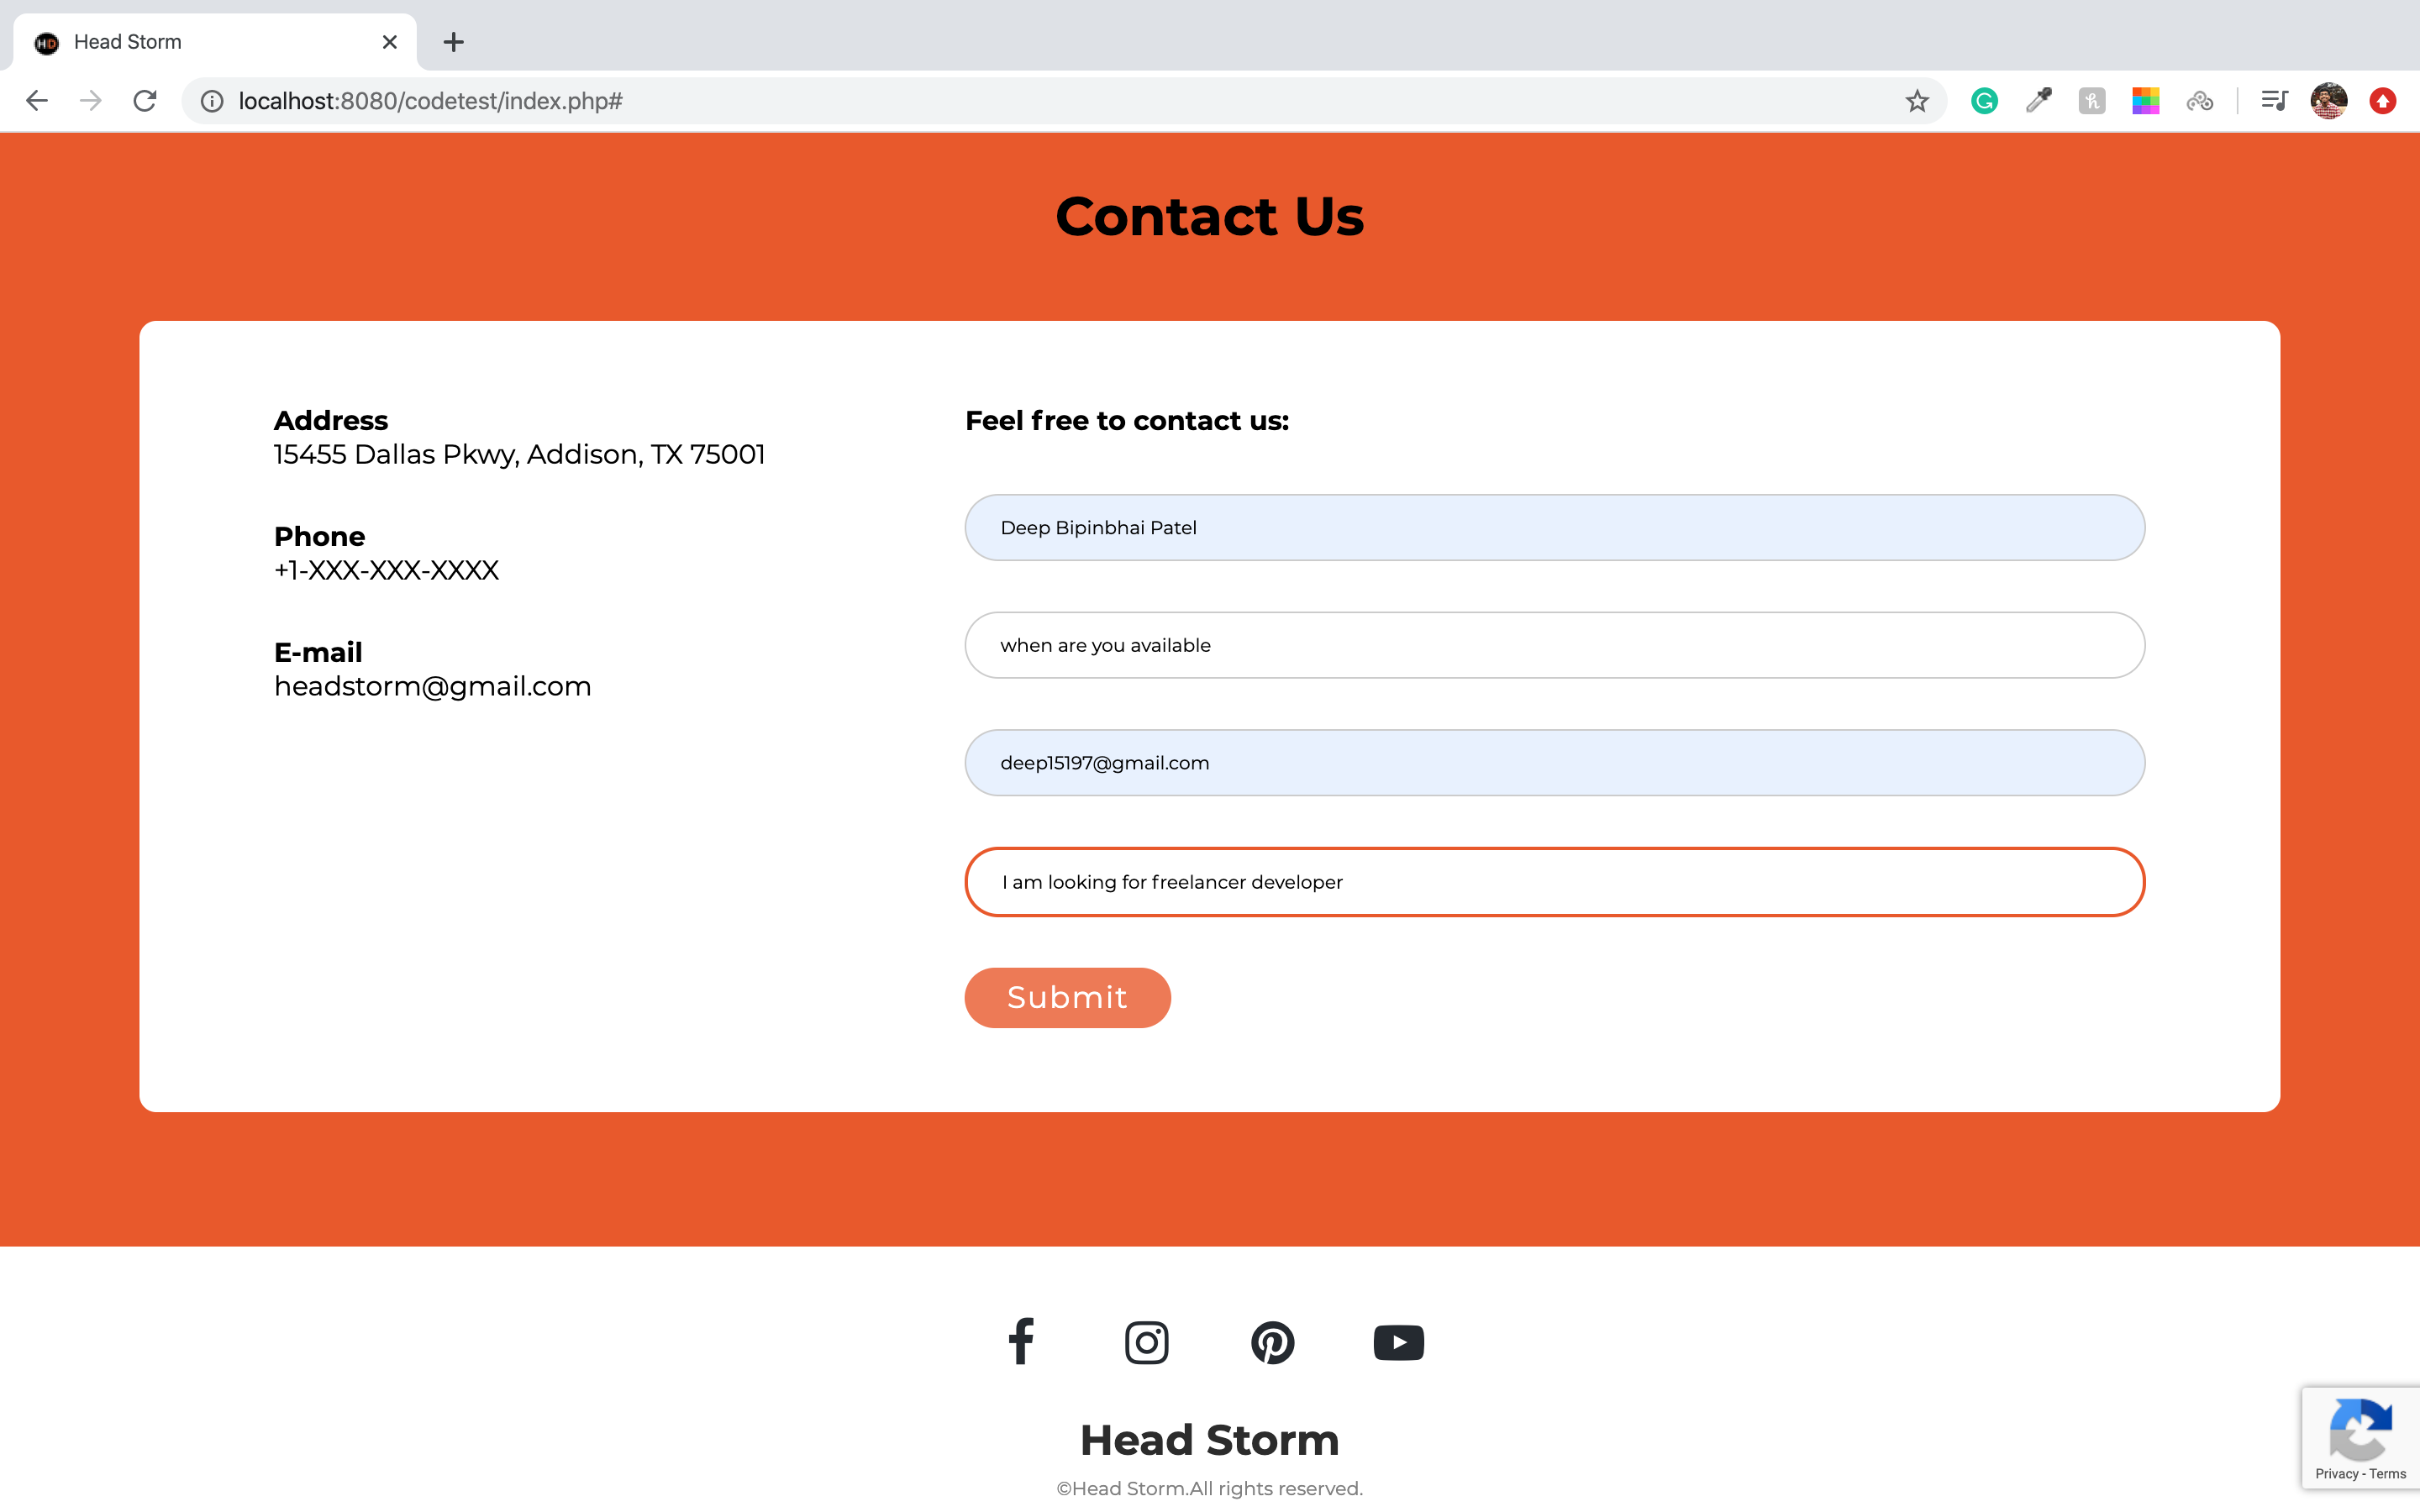 HD
Head Storm
localhost:8080/codetest/index.php#
Contact Us
Address
15455 Dallas Pkwy, Addison, TX 75001
Phone
+1-XXX-XXX-XXXX
E-mail
headstorm@gmail.com
Feel free to contact us:
Deep Bipinbhai Patel
when are you available
deep15197@gmail.com
I am looking for freelancer developer
Submit
Head Storm
©Head Storm.All rights reserved.
Privacy - Terms